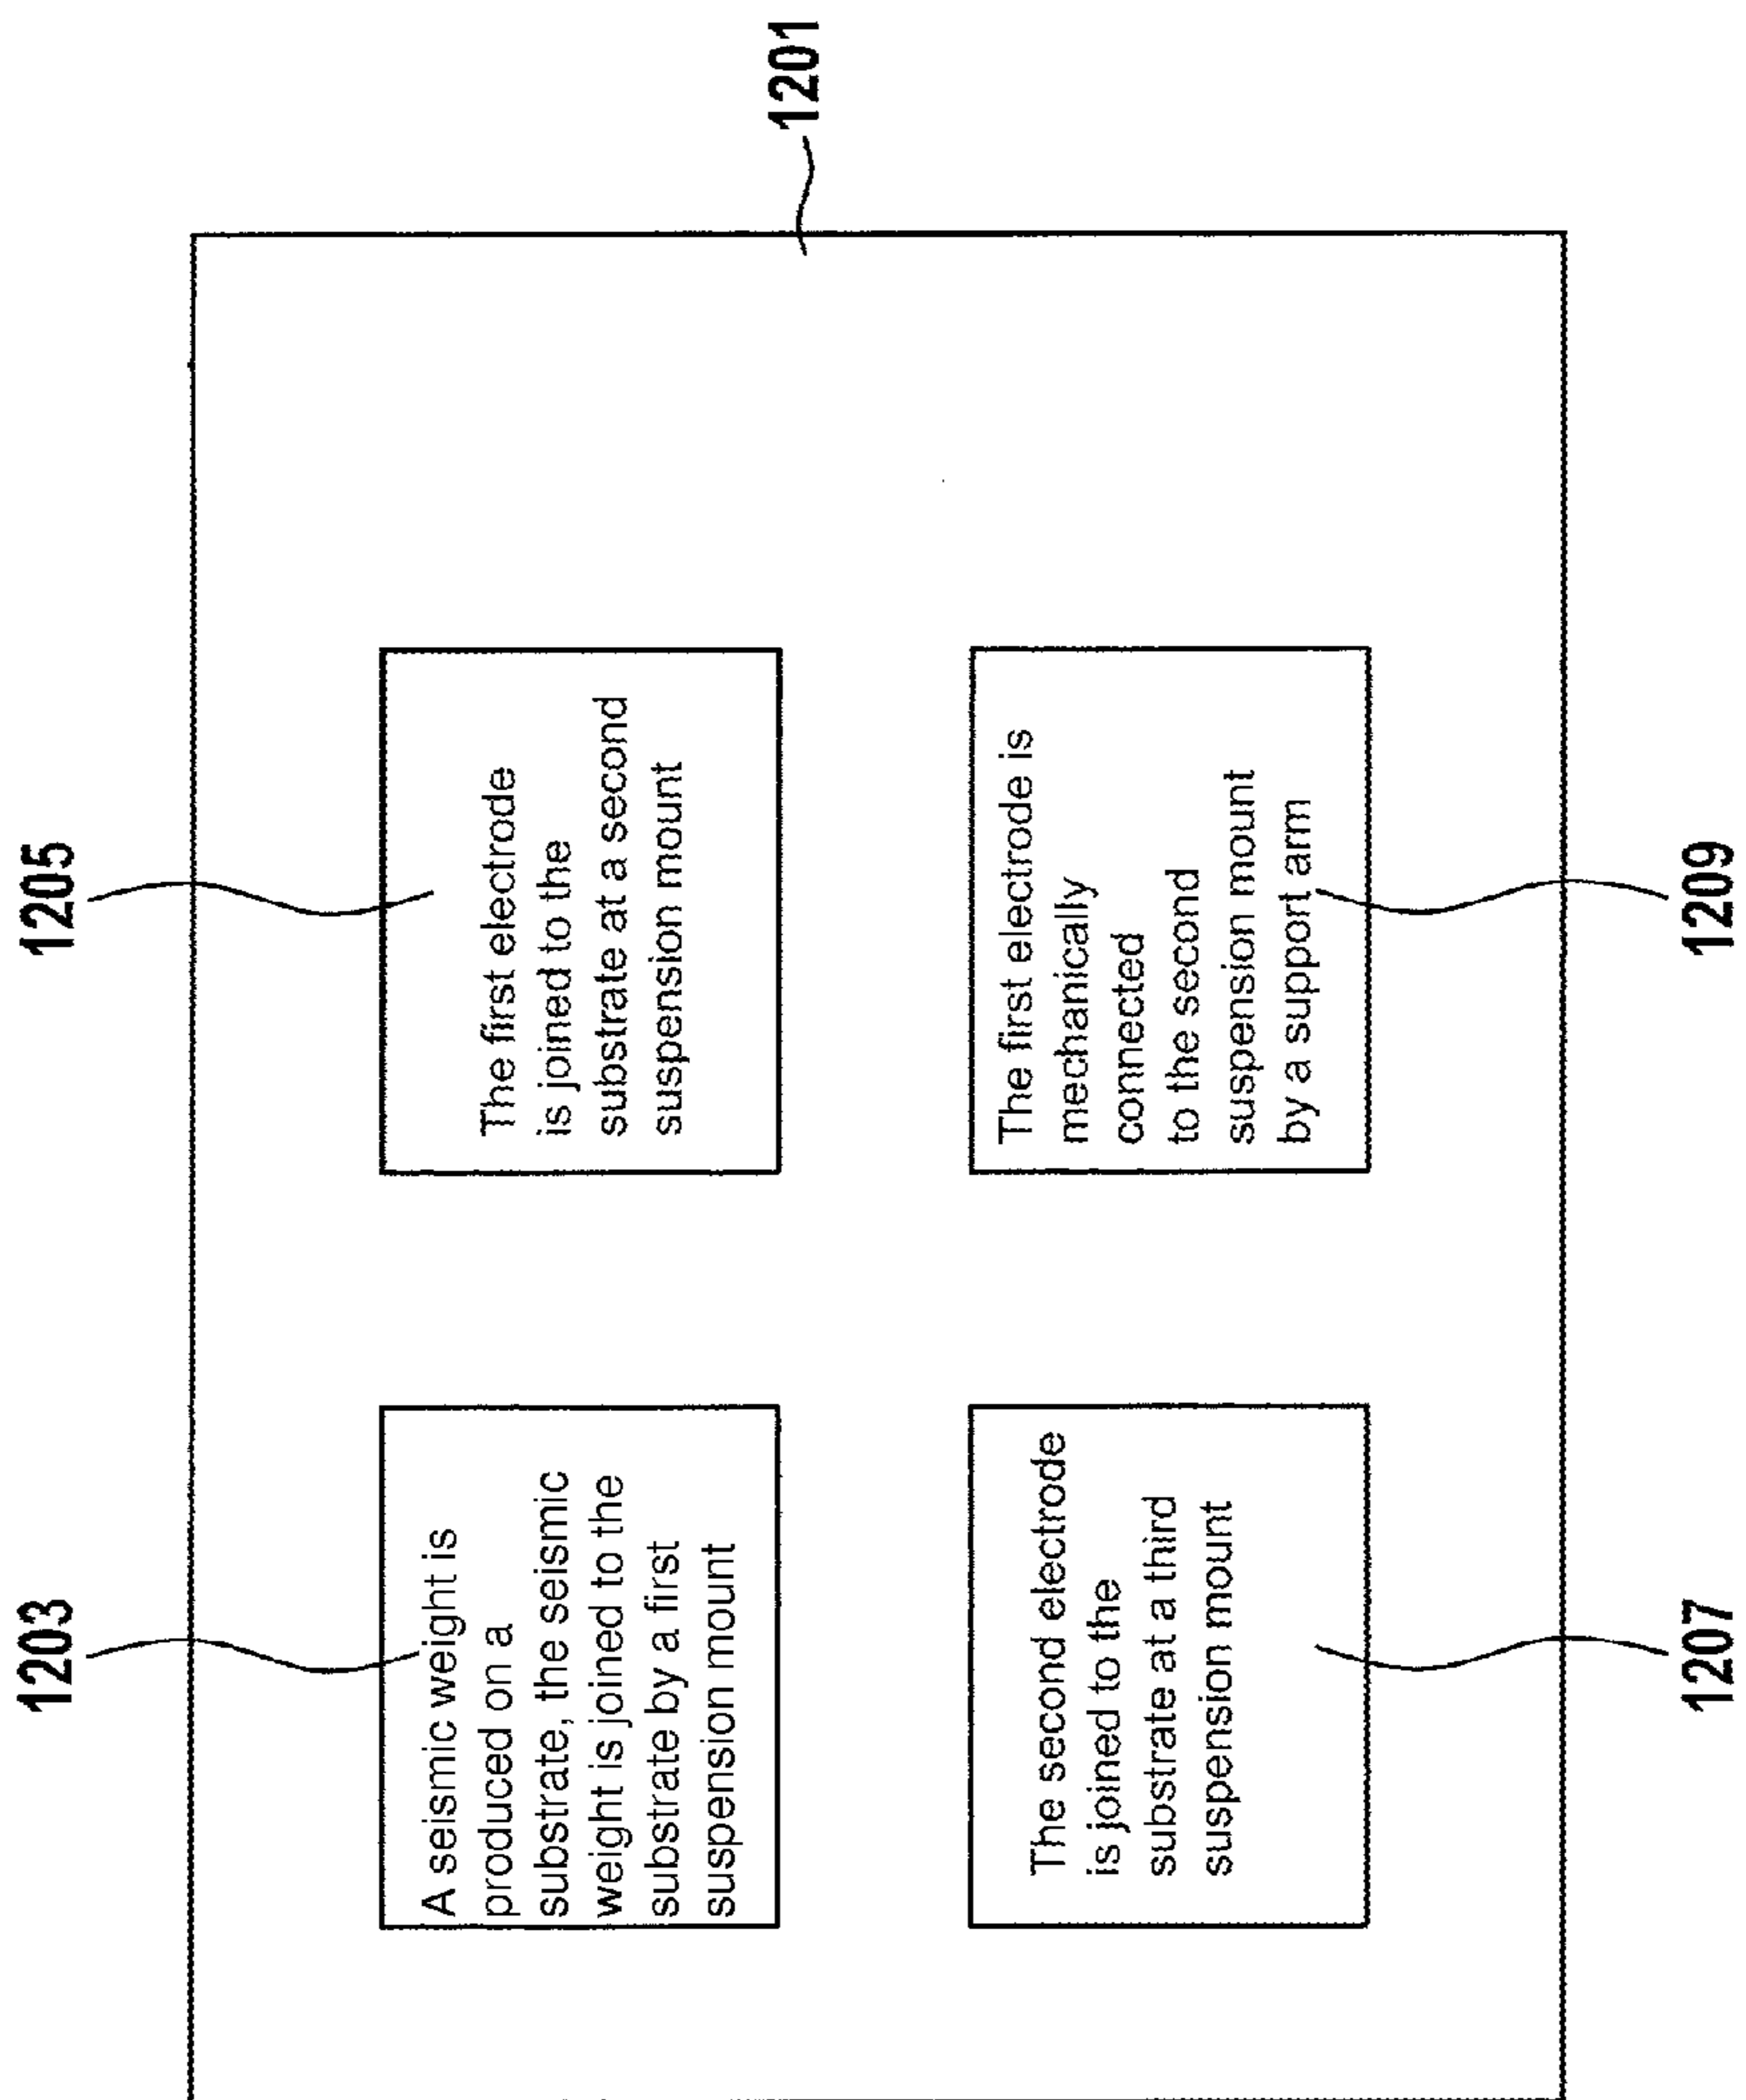 1203
A seismic weight is
produced on a
substrate, the seismic
weight is joined to the
substrate by a first
suspension mount
1205
The first electrode
is joined to the
substrate at a second
suspension mount
1201
1207
The second electrode
is joined to the
substrate at a third
suspension mount
1209
The first electrode is
mechanically
connected
to the second
suspension mount
by a support arm